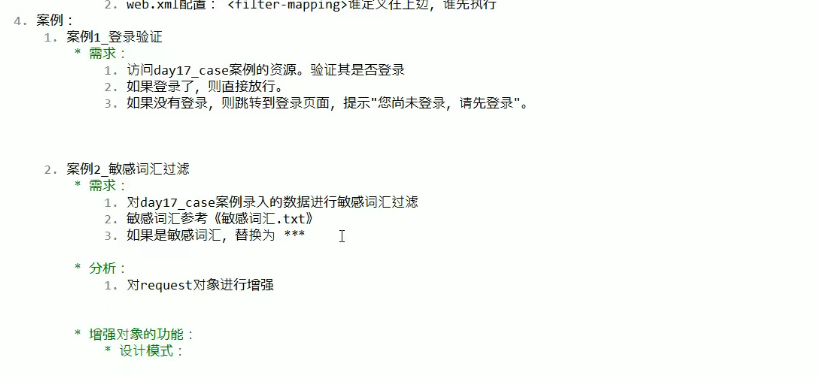 2. web.xml配置： <filter-mapping>谁定义在上边，谁先执行
4. 案例：
1. 案例1_登录验证
* 需求：
1. 访问day17_case案例的资源。验证其是否登录
2. 如果登录了，则直接放行。
3. 如果没有登录，则跳转到登录页面，提示"您尚未登录，请先登录"。
2. 案例2_敏感词汇过滤
* 需求：
1. 对day17_case案例录入的数据进行敏感词汇过滤
2. 敏感词汇参考《敏感词汇.txt》
3. 如果是敏感词汇，替换为 ***
* 分析：
1. 对request对象进行增强
* 增强对象的功能：
* 设计模式：